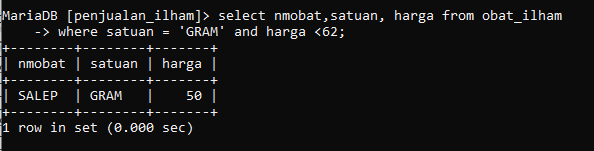 MariaDB [penjualan_ilham]> select nmobat,satuan, harga from obat_ilham
    -> where satuan = 'GRAM' and harga <62;
+--------+--------+-------+
| nmobat | satuan | harga |
+--------+--------+-------+
| SALEP  | GRAM   |    50 |
+--------+--------+-------+
1 row in set (0.000 sec)